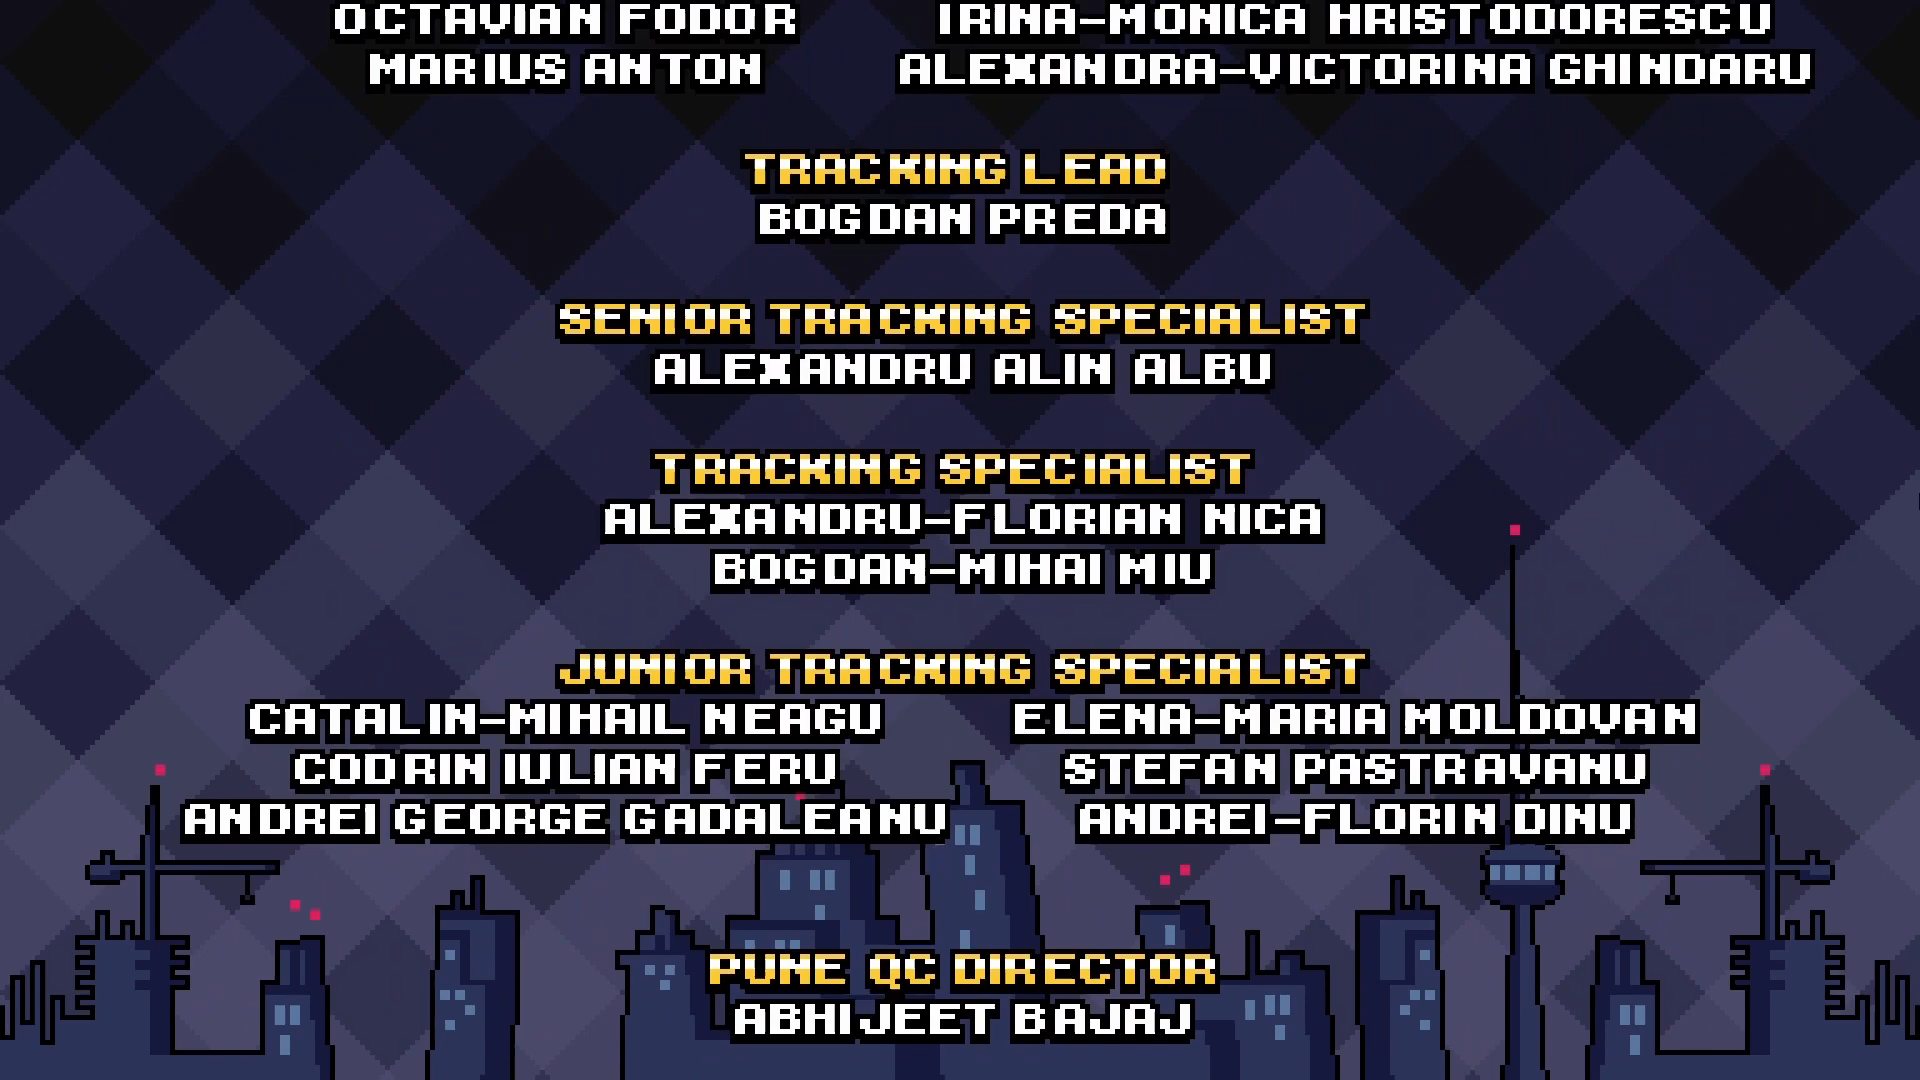 OCTAVIAN FODOR IRINA-MONICA HRISTODORESCU
MARIUS ANTON ALEXANDRA-VICTORINA GHINDARU
TRACKING LEAD
BOGDAN PREDA
SENIOR TRACKING SPECIALIST
ALEXANDRU ALIN ALBU
TRACKING SPECIALIST
ALEXANDRU-FLORIAN NICA
BOGDAN-MIHAI MIU
JUNIOR TRACKING SPECIALIST
CATALIN-MIHAIL NEAGU ELENA-MARIA MOLDOVAN
CODRIN IULIAN FERU STEFAN PASTRAVANU
ANDREI GEORGE GADALEANU ANDREI-FLORIN DINU
PUNE QC DIRECTOR
ABHIJEET BAJAJ